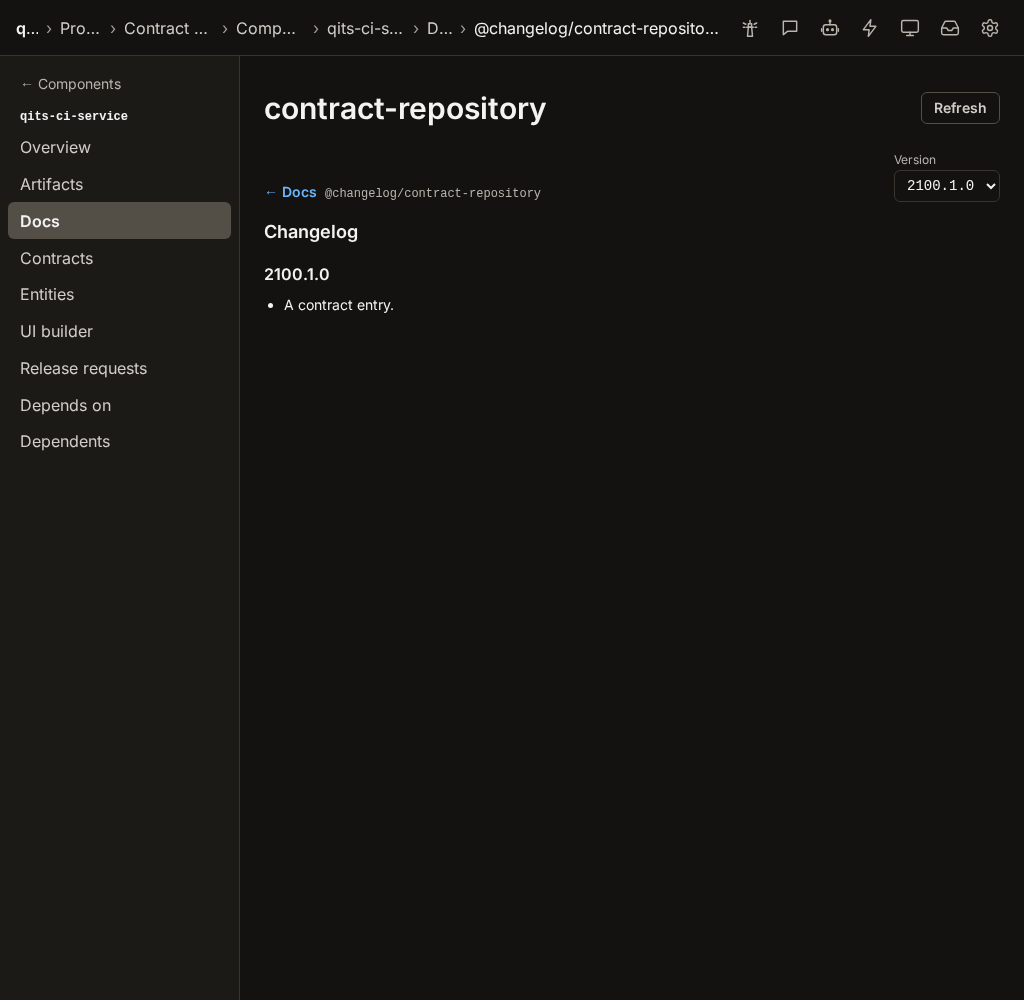 q… › Pro… › Contract … › Comp… › qits-ci-s… › D… › @changelog/contract-reposito…
← Components
qits-ci-service
Overview
Artifacts
Docs
Contracts
Entities
UI builder
Release requests
Depends on
Dependents
contract-repository
Refresh
Version
← Docs @changelog/contract-repository
2100.1.0
Changelog
2100.1.0
• A contract entry.